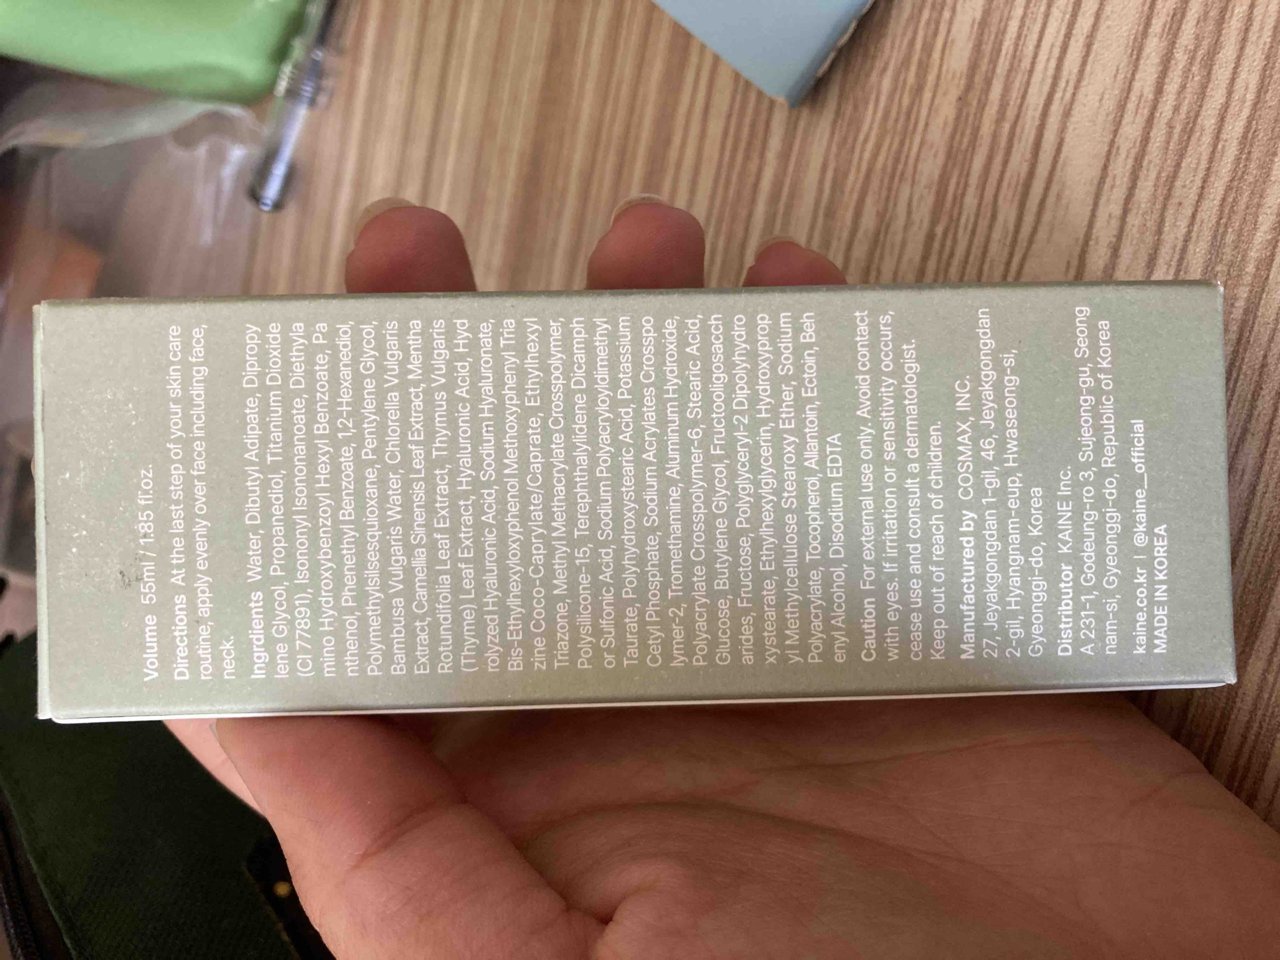 Volume 55ml / 1.85 fl.oz.
Directions At the last step of your skin care
routine, apply evenly over face including face,
neck.
Ingredients Water, Dibutyl Adipate, Dipropy
lene Glycol, Propanediol, Titanium Dioxide
(CI 77891), Isononyl Isononanoate, Diethyla
mino Hydroxybenzoyl Hexyl Benzoate, Pa
nthenol, Phenethyl Benzoate, 1,2-Hexanediol,
Polymethylsilsesquioxane, Pentylene Glycol,
Bambusa Vulgaris Water, Chlorella Vulgaris
Extract, Camellia Sinensis Leaf Extract, Mentha
Rotundifolia Leaf Extract, Thymus Vulgaris
(Thyme) Leaf Extract, Hyaluronic Acid, Hyd
rolyzed Hyaluronic Acid, Sodium Hyaluronate,
Bis-Ethylhexyloxyphenol Methoxyphenyl Tria
zine Coco-Caprylate/Caprate, Ethylhexyl
Triazone, Methyl Methacrylate Crosspolymer,
Polysilicone-15, Terephthalylidene Dicamph
or Sulfonic Acid, Sodium Polyacryloyldimethyl
Taurate, Polyhydroxystearic Acid, Potassium
Cetyl Phosphate, Sodium Acrylates Crosspo
lymer-2, Tromethamine, Aluminum Hydroxide,
Polyacrylate Crosspolymer-6, Stearic Acid,
Glucose, Butylene Glycol, Fructooligosacch
arides, Fructose, Polyglyceryl-2 Dipolyhydro
xystearate, Ethylhexylglycerin, Hydroxyprop
yl Methylcellulose Stearoxy Ether, Sodium
Polyacrylate, Tocopherol, Allantoin, Ectoin, Beh
enyl Alcohol, Disodium EDTA
Caution For external use only. Avoid contact
with eyes. If irritation or sensitivity occurs,
cease use and consult a dermatologist.
Keep out of reach of children.
Manufactured by COSMAX, INC.
27, Jeyakgongdan 1-gil, 46, Jeyakgongdan
2-gil, Hyangnam-eup, Hwaseong-si,
Gyeonggi-do, Korea
Distributor KAINE Inc.
A 231-1, Godeung-ro 3, Sujeong-gu, Seong
nam-si, Gyeonggi-do, Republic of Korea
kaine.co.kr | @kaine__official
MADE IN KOREA